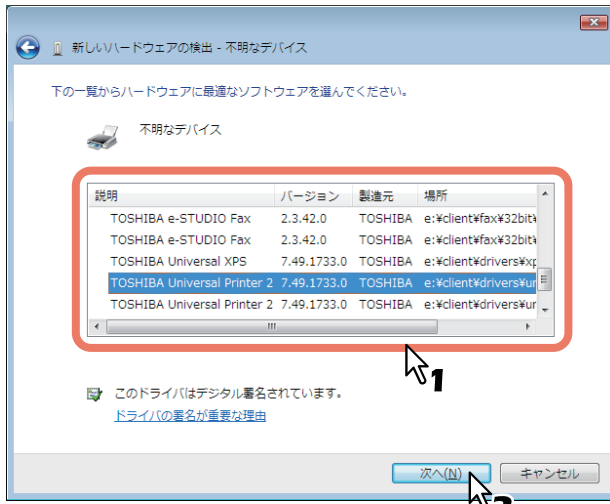 新しいハードウェアの検出 - 不明なデバイス
下の一覧からハードウェアに最適なソフトウェアを選んでください。
不明なデバイス
説明 バージョン 製造元 場所
TOSHIBA e-STUDIO Fax 2.3.42.0 TOSHIBA e:¥client¥fax¥32bit¥
TOSHIBA e-STUDIO Fax 2.3.42.0 TOSHIBA e:¥client¥fax¥32bit¥
TOSHIBA Universal XPS 7.49.1733.0 TOSHIBA e:¥client¥drivers¥xp
TOSHIBA Universal Printer 2 7.49.1733.0 TOSHIBA e:¥client¥drivers¥ur
TOSHIBA Universal Printer 2 7.49.1733.0 TOSHIBA e:¥client¥drivers¥ur
1
このドライバはデジタル署名されています。
ドライバの署名が重要な理由
次へ(N) キャンセル